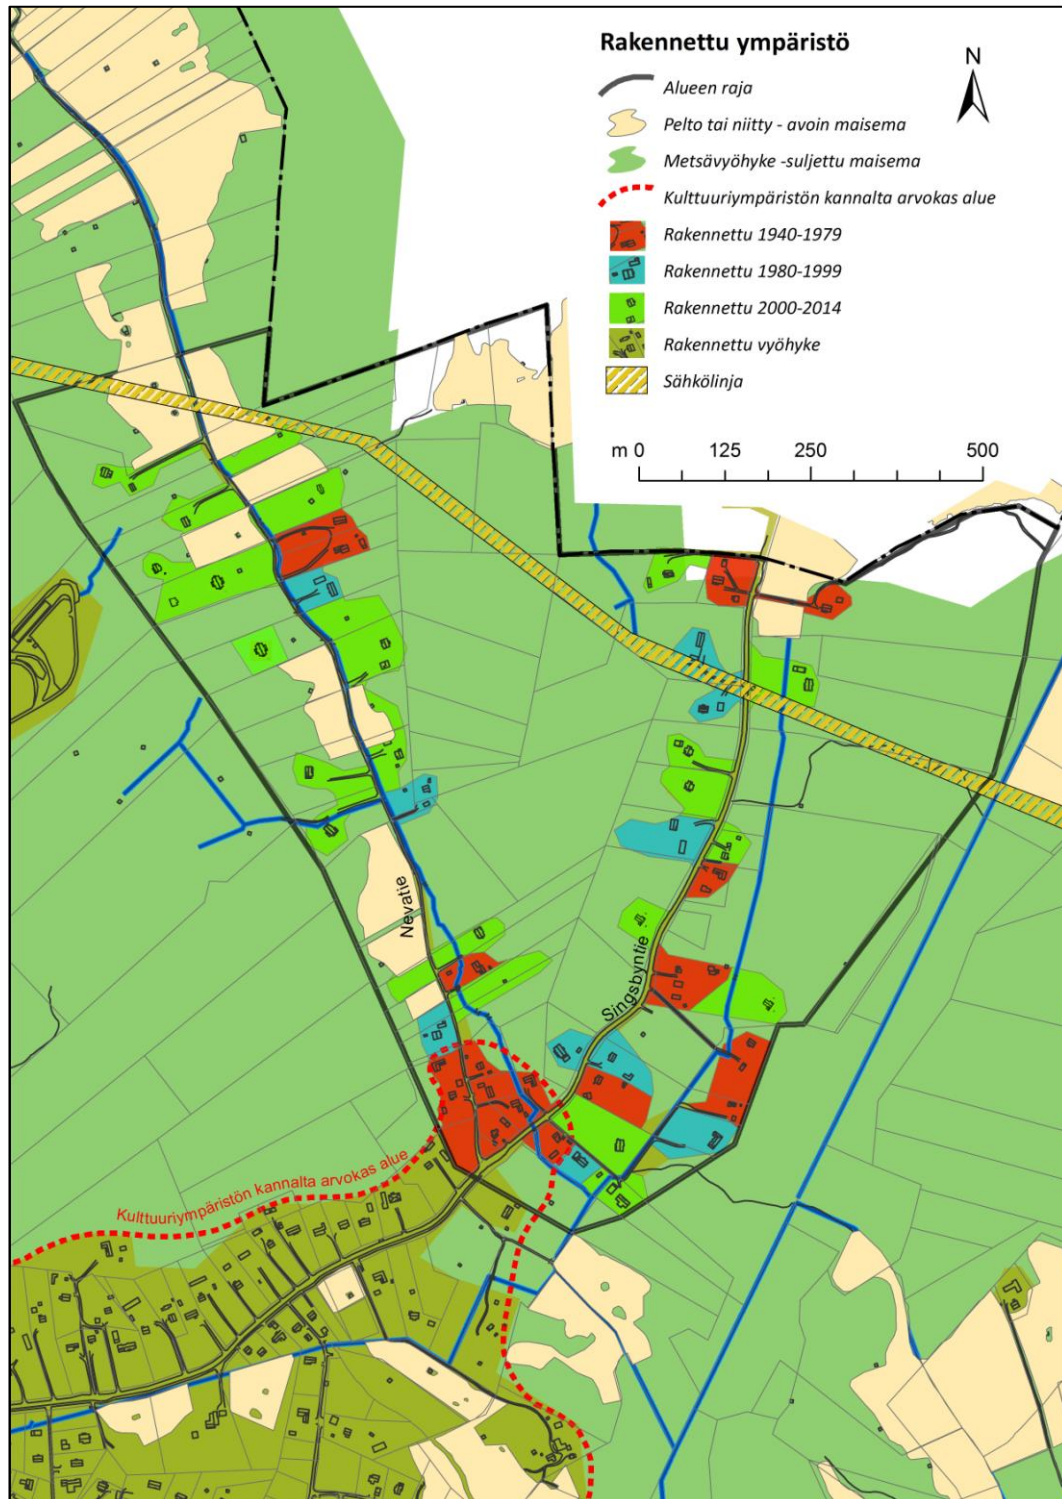 Rakennettu ympäristö
N
Alueen raja
Pelto tai niitty - avoin maisema
Metsävyöhyke -suljettu maisema
Kulttuuriympäristön kannalta arvokas alue
Rakennettu 1940-1979
Rakennettu 1980-1999
Rakennettu 2000-2014
Rakennettu vyöhyke
Sähkölinja
m 0 125 250 500
Nevatie
Singsbyntie
Kulttuuriympäristön kannalta arvokas alue